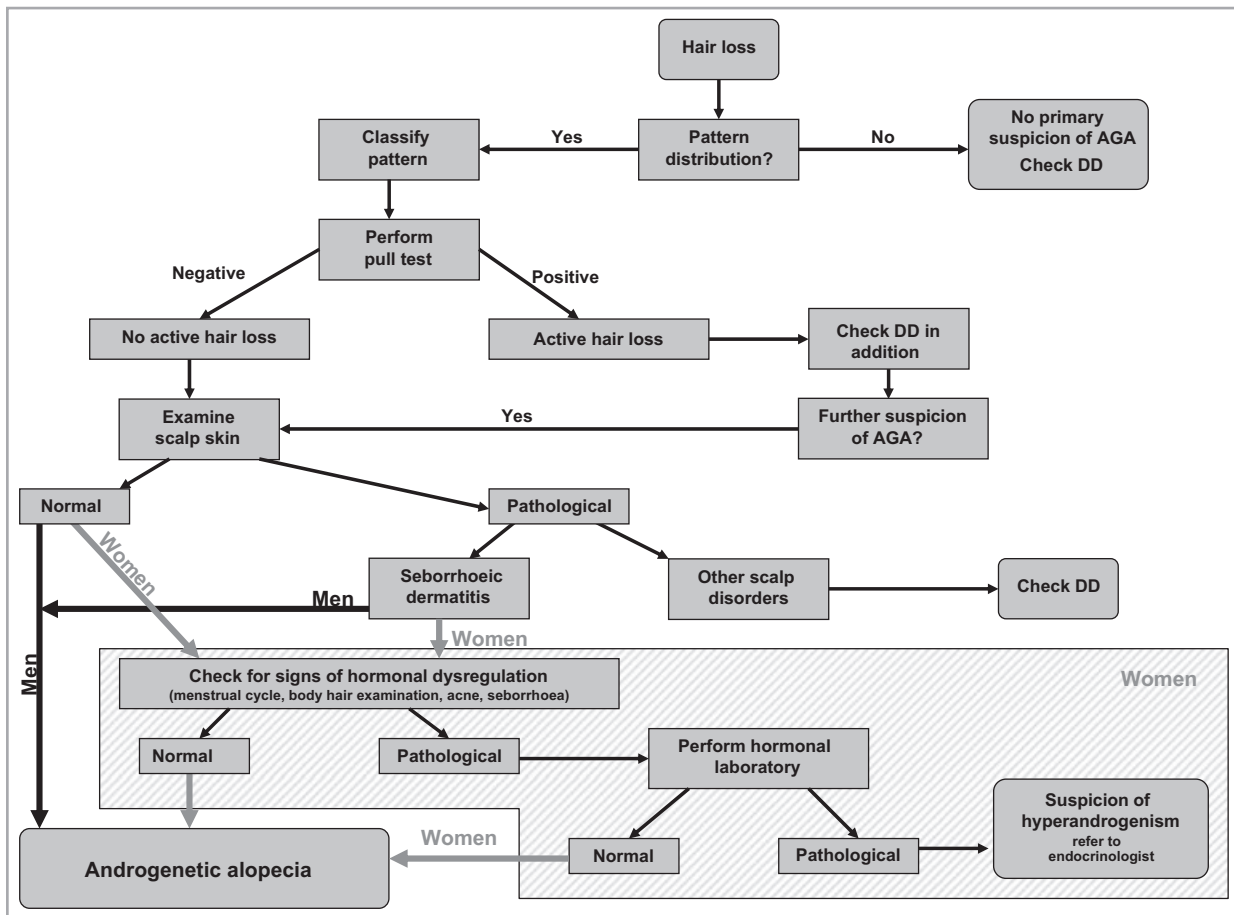 Hair loss
Classify
pattern
Yes
Pattern
distribution?
No
No primary
suspicion of AGA
Check DD
Perform
pull test
Negative
Positive
No active hair loss
Active hair loss
Check DD in
addition
Examine
scalp skin
Yes
Further suspicion
of AGA?
Normal
Pathological
Women
Seborrhoeic
dermatitis
Other scalp
disorders
Check DD
Men
Women
Men
Check for signs of hormonal dysregulation
(menstrual cycle, body hair examination, acne, seborrhoea)
Women
Normal
Pathological
Perform hormonal
laboratory
Suspicion of
hyperandrogenism
refer to
endocrinologist
Women
Normal
Pathological
Androgenetic alopecia